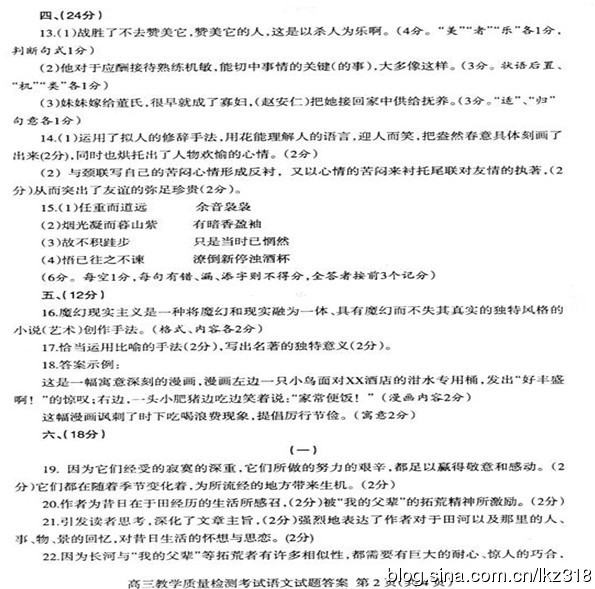 四、(24分)
13.(1)战胜了不去赞美它,赞美它的人,这是以杀人为乐啊。(4分。“美”“者”“乐”各1分,
判断句式1分)
(2)他对于应酬接待熟练机敏,能切中事情的关键(的事),大多像这样。(3分。状语后置、
“机”“类”各1分)
(3)妹妹嫁给董氏,很早就成了寡妇,(赵安仁)把她接回家中供给抚养。(3分。“适”、“归”
句意各1分)
14.(1)运用了拟人的修辞手法,用花能理解人的语言,迎人而笑,把盎然春意具体刻画了
出来(2分),同时也烘托出了人物欢愉的心情。(2分)
(2)与颈联写自己的苦闷心情形成反衬,又以心情的苦闷来衬托尾联对友情的执著,(2
分)从而突出了友谊的弥足珍贵(2分)。
15.(1)任重而道远 余音袅袅
(2)烟光凝而暮山紫 有暗香盈袖
(3)故不积跬步 只是当时已惘然
(4)悟已往之不谏 潦倒新停浊酒杯
(6分。每空1分,每句有错、漏、添字则不得分,全答者按前3个记分)
五、(12分)
16.魔幻现实主义是一种将魔幻和现实融为一体、具有魔幻而不失其真实的独特风格的
小说(艺术)创作手法。(格式、内容各2分)
17.恰当运用比喻的手法(2分),写出名著的独特意义(2分)。
18.答案示例:
这是一幅寓意深刻的漫画,漫画左边一只小鸟面对XX酒店的泔水专用桶,发出“好丰盛
啊!”的惊叹;右边,一头小肥猪边吃边笑着说:“家常便饭!”(漫画内容2分)
这幅漫画讽刺了时下吃喝浪费现象,提倡厉行节俭。(寓意2分)
六、(18分)
(一)
19. 因为它们经受的寂寞的深重,它们所做的努力的艰辛,都足以赢得敬意和感动。(2
分)它们都在随着季节变化着,为所流经的地方带来生机。(2分)
20.作者为昔日在于田经历的生活所感召,(2分)被“我的父辈”的拓荒精神所激励。(2分)
21.引发读者思考,深化了文章主旨,(2分)强烈地表达了作者对于田河以及那里的人、
事、物、景的回忆,对昔日生活的怀想与思恋。(2分)
22.因为长河与“我的父辈”等拓荒者有许多相似性,都需要有巨大的耐心、惊人的巧合,
高三教学质量检测考试语文试题答案 第2页(共4页)
blog.sina.com.cn/lkz318